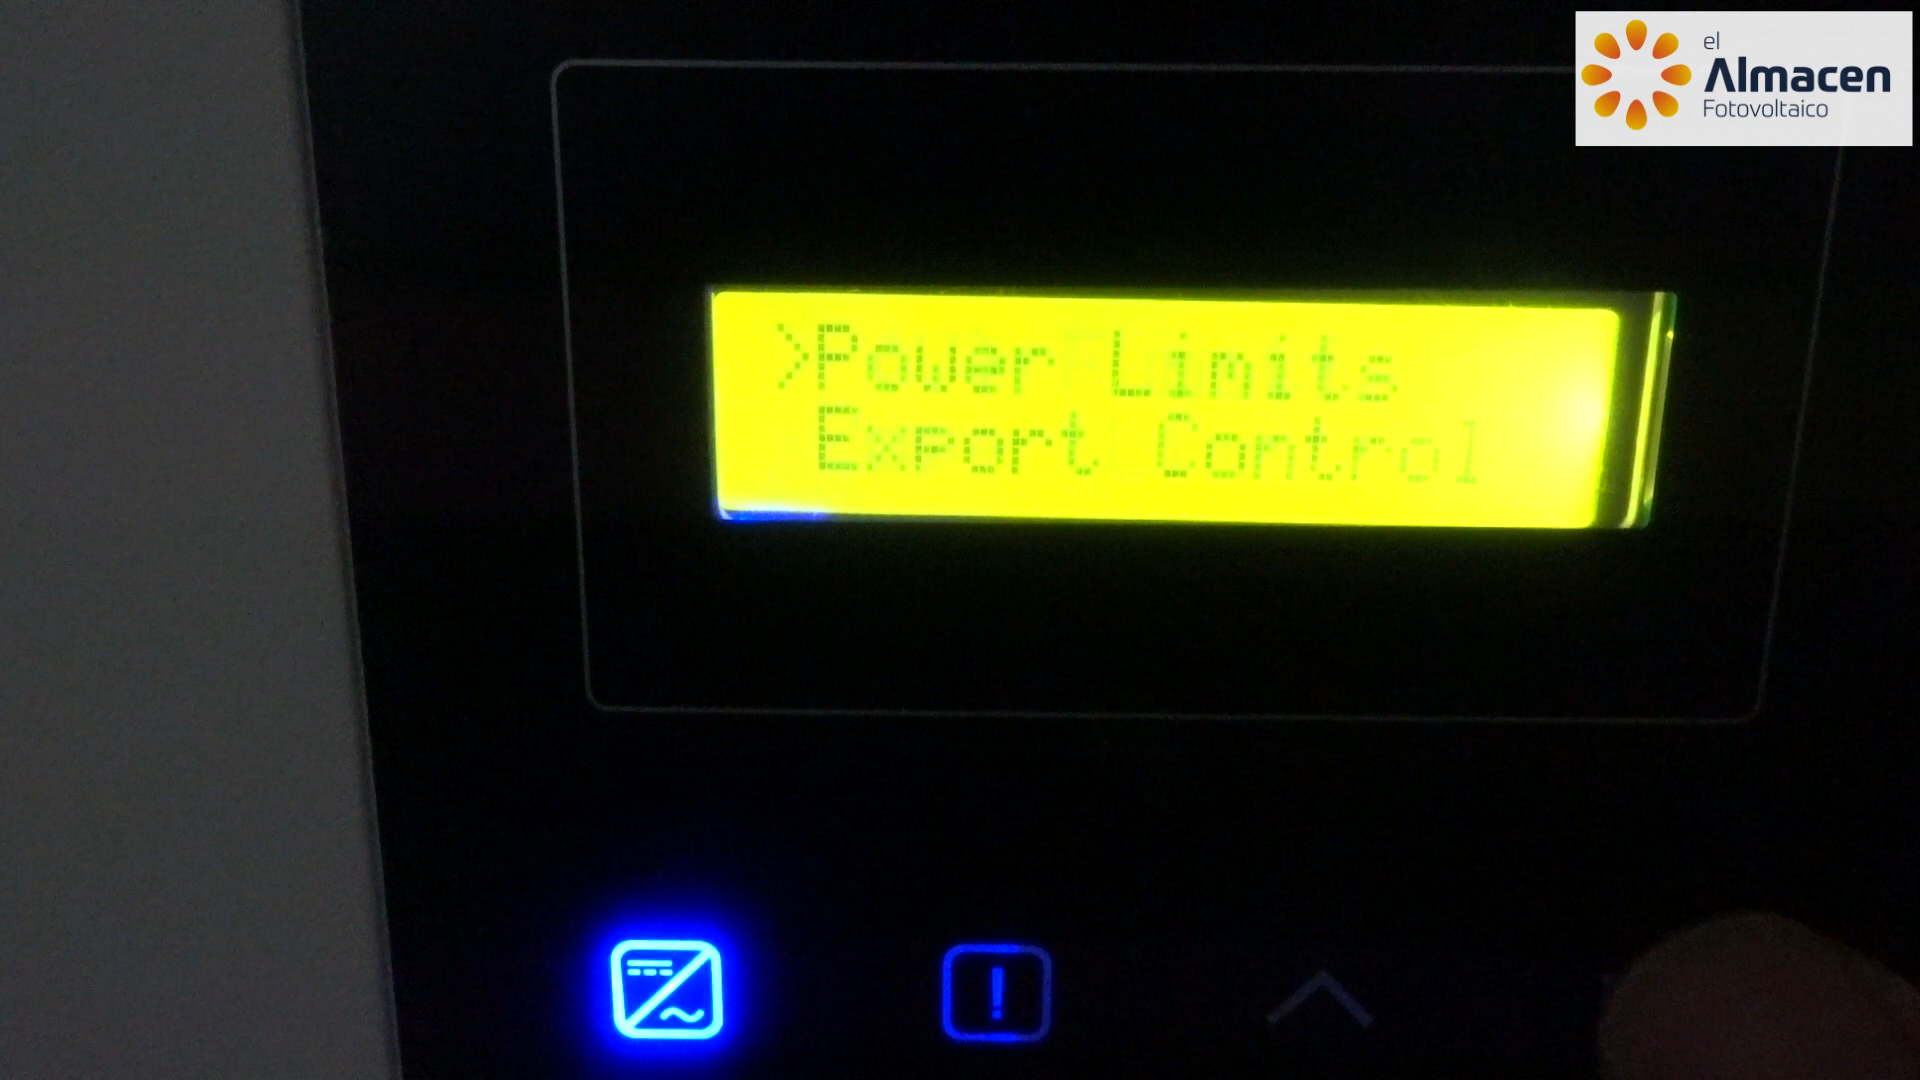 el
Almacen
Fotovoltaico
>Power Limits
Export Control
!